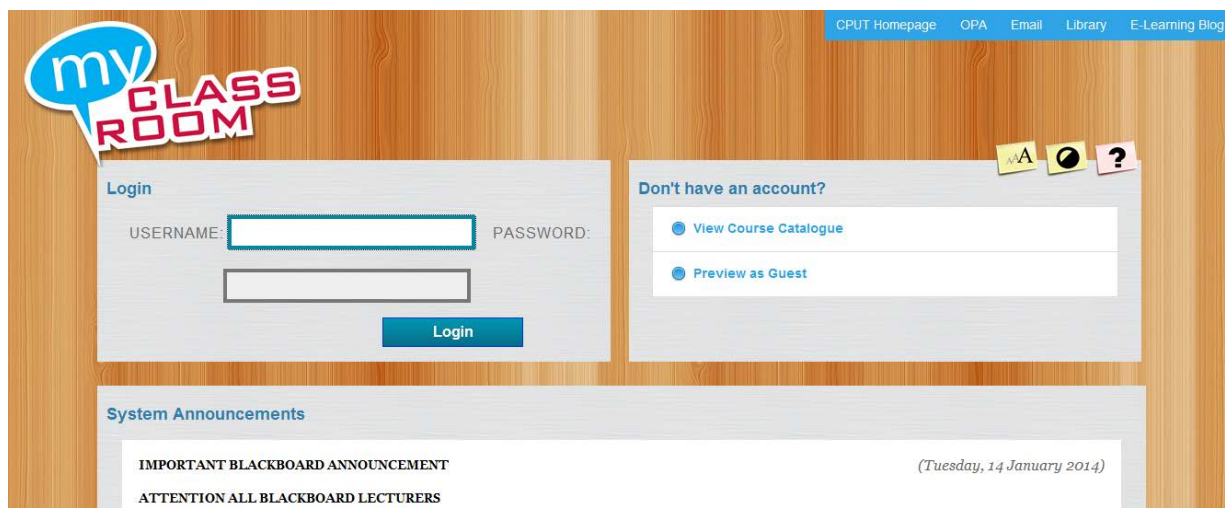 CPUT Homepage OPA Email Library E-Learning Blog
my
CLASS
ROOM
AAA
?
Login
USERNAME:
PASSWORD:
Login
Don't have an account?
View Course Catalogue
Preview as Guest
System Announcements
IMPORTANT BLACKBOARD ANNOUNCEMENT (Tuesday, 14 January 2014)
ATTENTION ALL BLACKBOARD LECTURERS